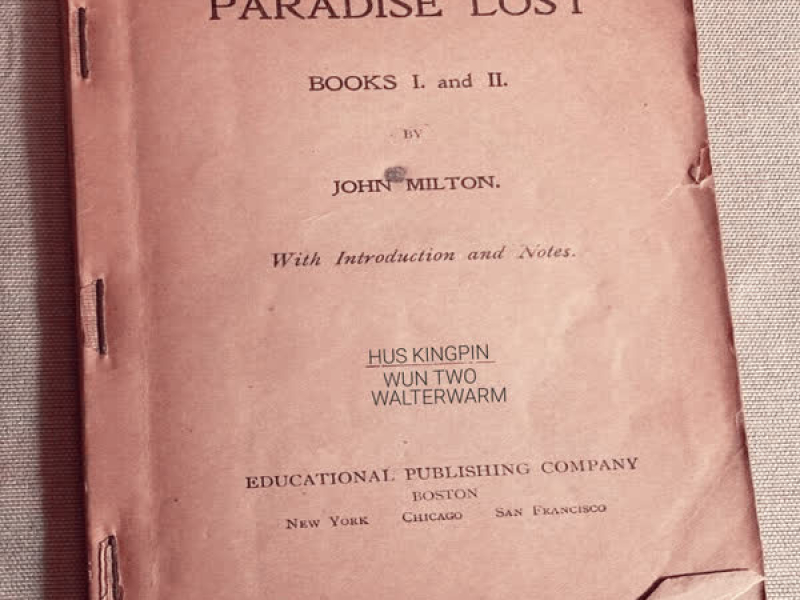 PARADISE LOST
BOOKS I. and II.
BY
JOHN MILTON.
With Introduction and Notes.
HUS KINGPIN
WUN TWO
WALTERWARM
EDUCATIONAL PUBLISHING COMPANY
BOSTON
NEW YORK CHICAGO SAN FRANCISCO